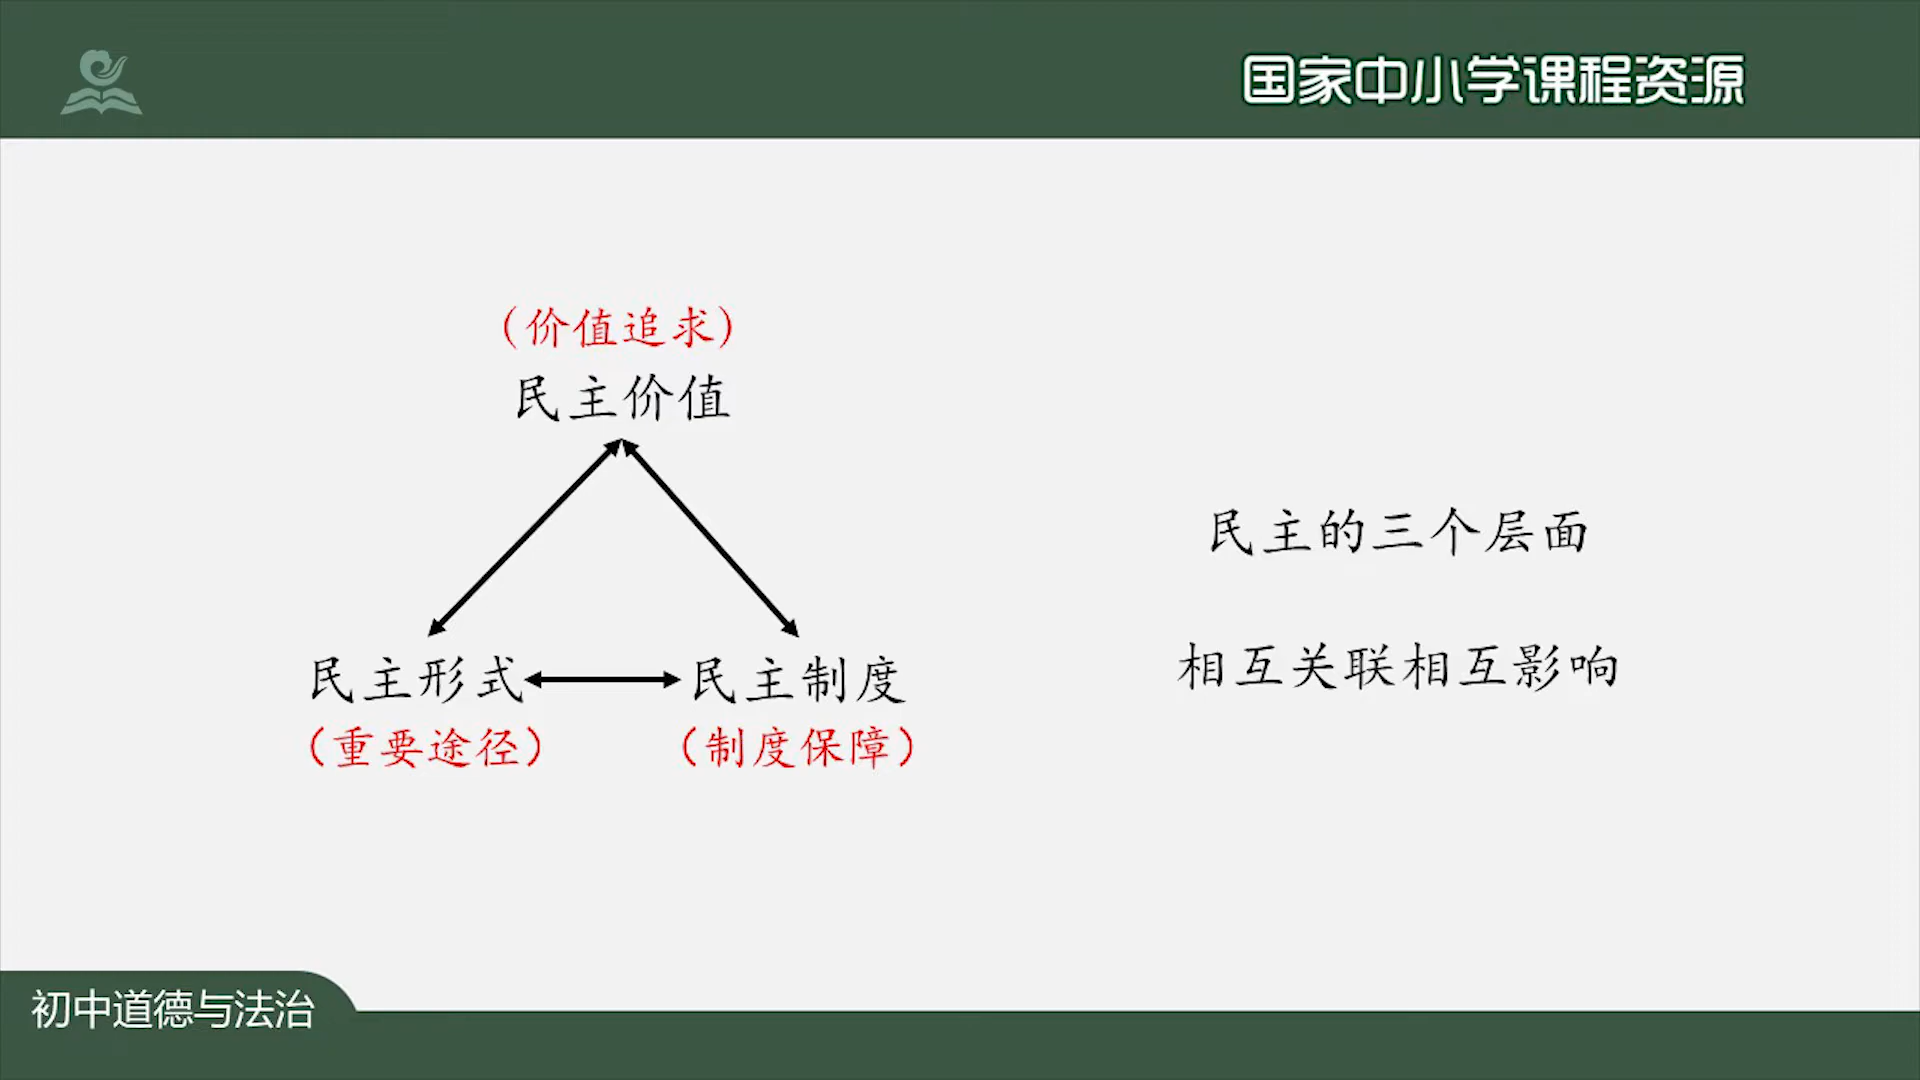 国家中小学课程资源
（价值追求）
民主价值
民主形式
民主制度
（重要途径）
（制度保障）
民主的三个层面
相互关联相互影响
初中道德与法治